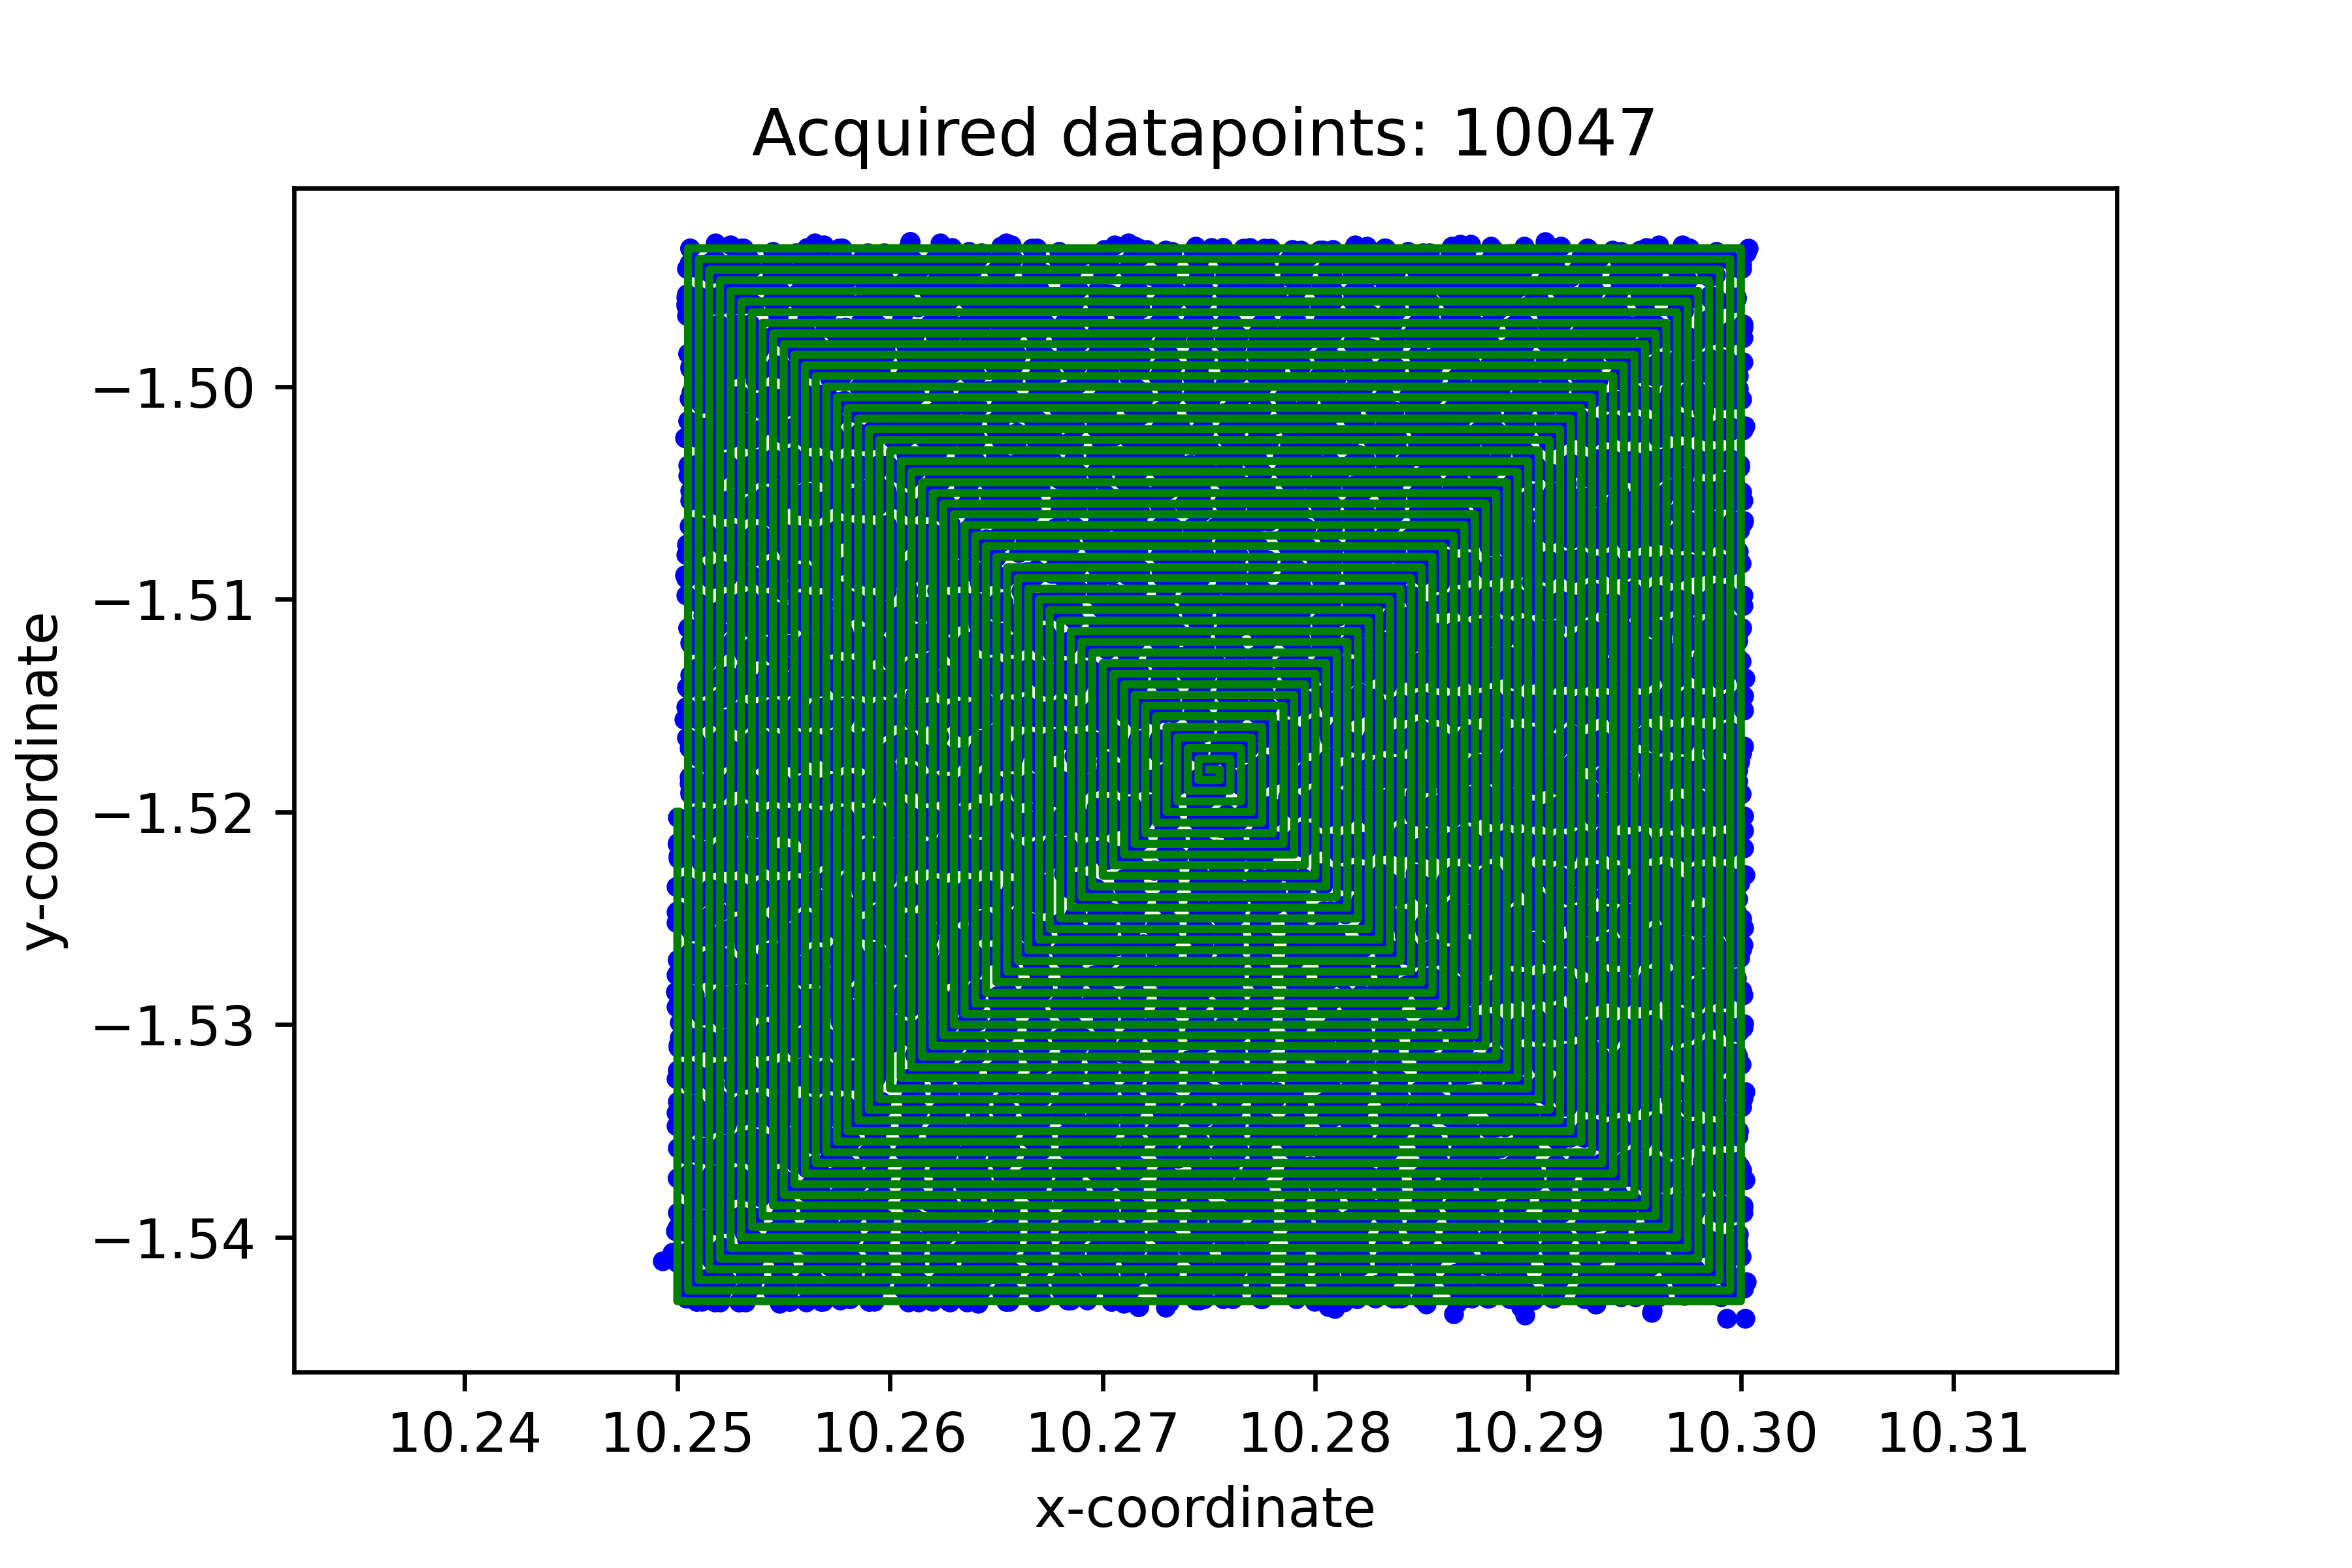 Acquired datapoints: 10047
y-coordinate
−1.50
−1.51
−1.52
−1.53
−1.54
10.24 10.25 10.26 10.27 10.28 10.29 10.30 10.31
x-coordinate